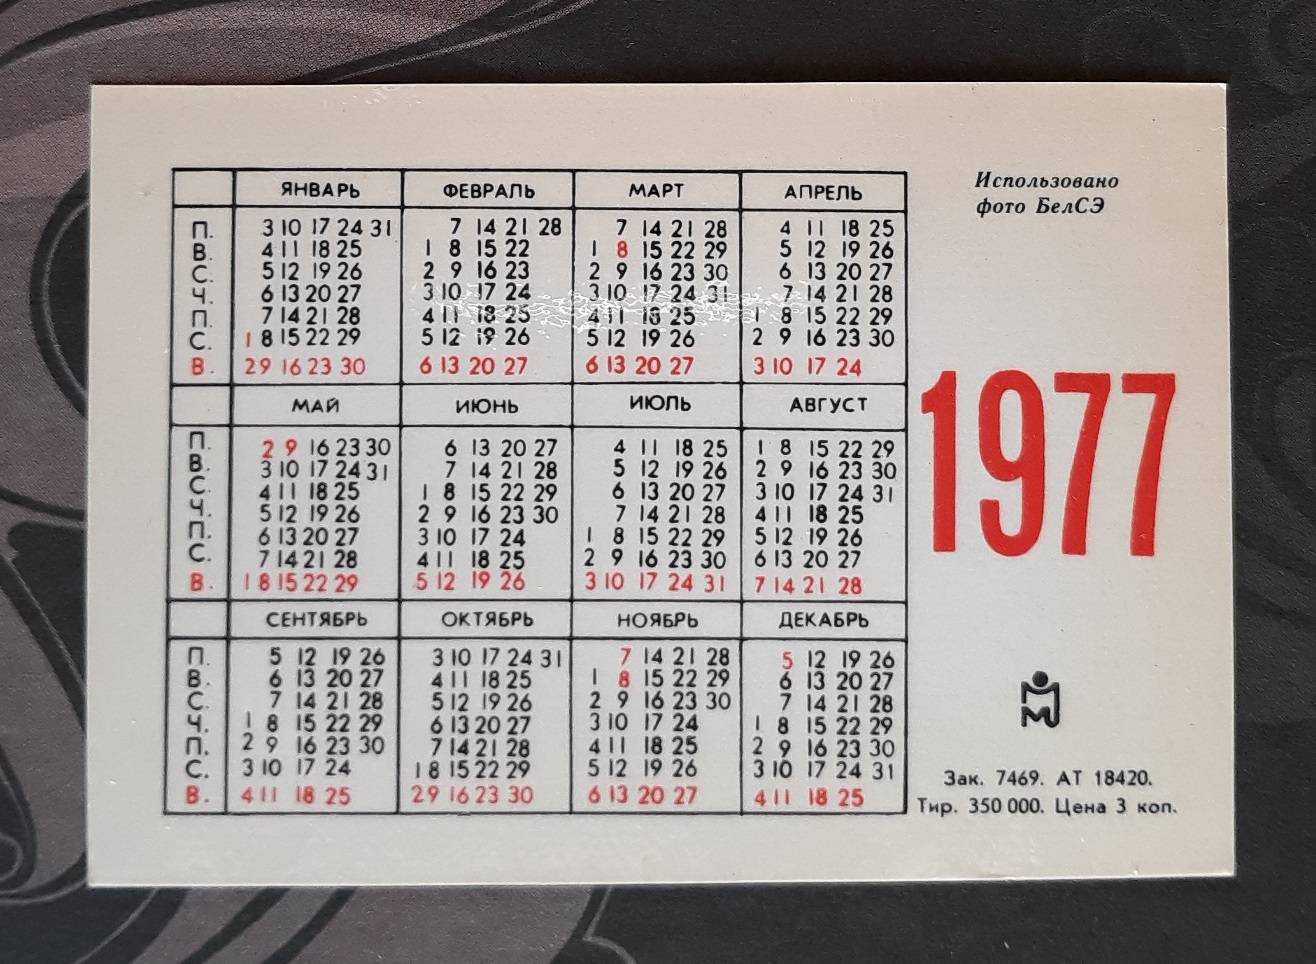 ЯНВАРЬ ФЕВРАЛЬ МАРТ АПРЕЛЬ
П. 3 10 17 24 31 7 14 21 28 7 14 21 28 4 11 18 25
В. 4 11 18 25 1 8 15 22 1 8 15 22 29 5 12 19 26
С. 5 12 19 26 2 9 16 23 2 9 16 23 30 6 13 20 27
Ч. 6 13 20 27 3 10 17 24 3 10 17 24 31 7 14 21 28
П. 7 14 21 28 4 11 18 25 4 11 18 25 1 8 15 22 29
С. 1 8 15 22 29 5 12 19 26 5 12 19 26 2 9 16 23 30
В. 2 9 16 23 30 6 13 20 27 6 13 20 27 3 10 17 24
МАЙ ИЮНЬ ИЮЛЬ АВГУСТ
П. 2 9 16 23 30 6 13 20 27 4 11 18 25 1 8 15 22 29
В. 3 10 17 24 31 7 14 21 28 5 12 19 26 2 9 16 23 30
С. 4 11 18 25 1 8 15 22 29 6 13 20 27 3 10 17 24 31
Ч. 5 12 19 26 2 9 16 23 30 7 14 21 28 4 11 18 25
П. 6 13 20 27 3 10 17 24 1 8 15 22 29 5 12 19 26
С. 7 14 21 28 4 11 18 25 2 9 16 23 30 6 13 20 27
В. 1 8 15 22 29 5 12 19 26 3 10 17 24 31 7 14 21 28
СЕНТЯБРЬ ОКТЯБРЬ НОЯБРЬ ДЕКАБРЬ
П. 5 12 19 26 3 10 17 24 31 7 14 21 28 5 12 19 26
В. 6 13 20 27 4 11 18 25 1 8 15 22 29 6 13 20 27
С. 7 14 21 28 5 12 19 26 2 9 16 23 30 7 14 21 28
Ч. 1 8 15 22 29 6 13 20 27 3 10 17 24 1 8 15 22 29
П. 2 9 16 23 30 7 14 21 28 4 11 18 25 2 9 16 23 30
С. 3 10 17 24 1 8 15 22 29 5 12 19 26 3 10 17 24 31
В. 4 11 18 25 2 9 16 23 30 6 13 20 27 4 11 18 25
Использовано
фото БелСЭ
1977
Зак. 7469. АТ 18420.
Тир. 350 000. Цена 3 коп.